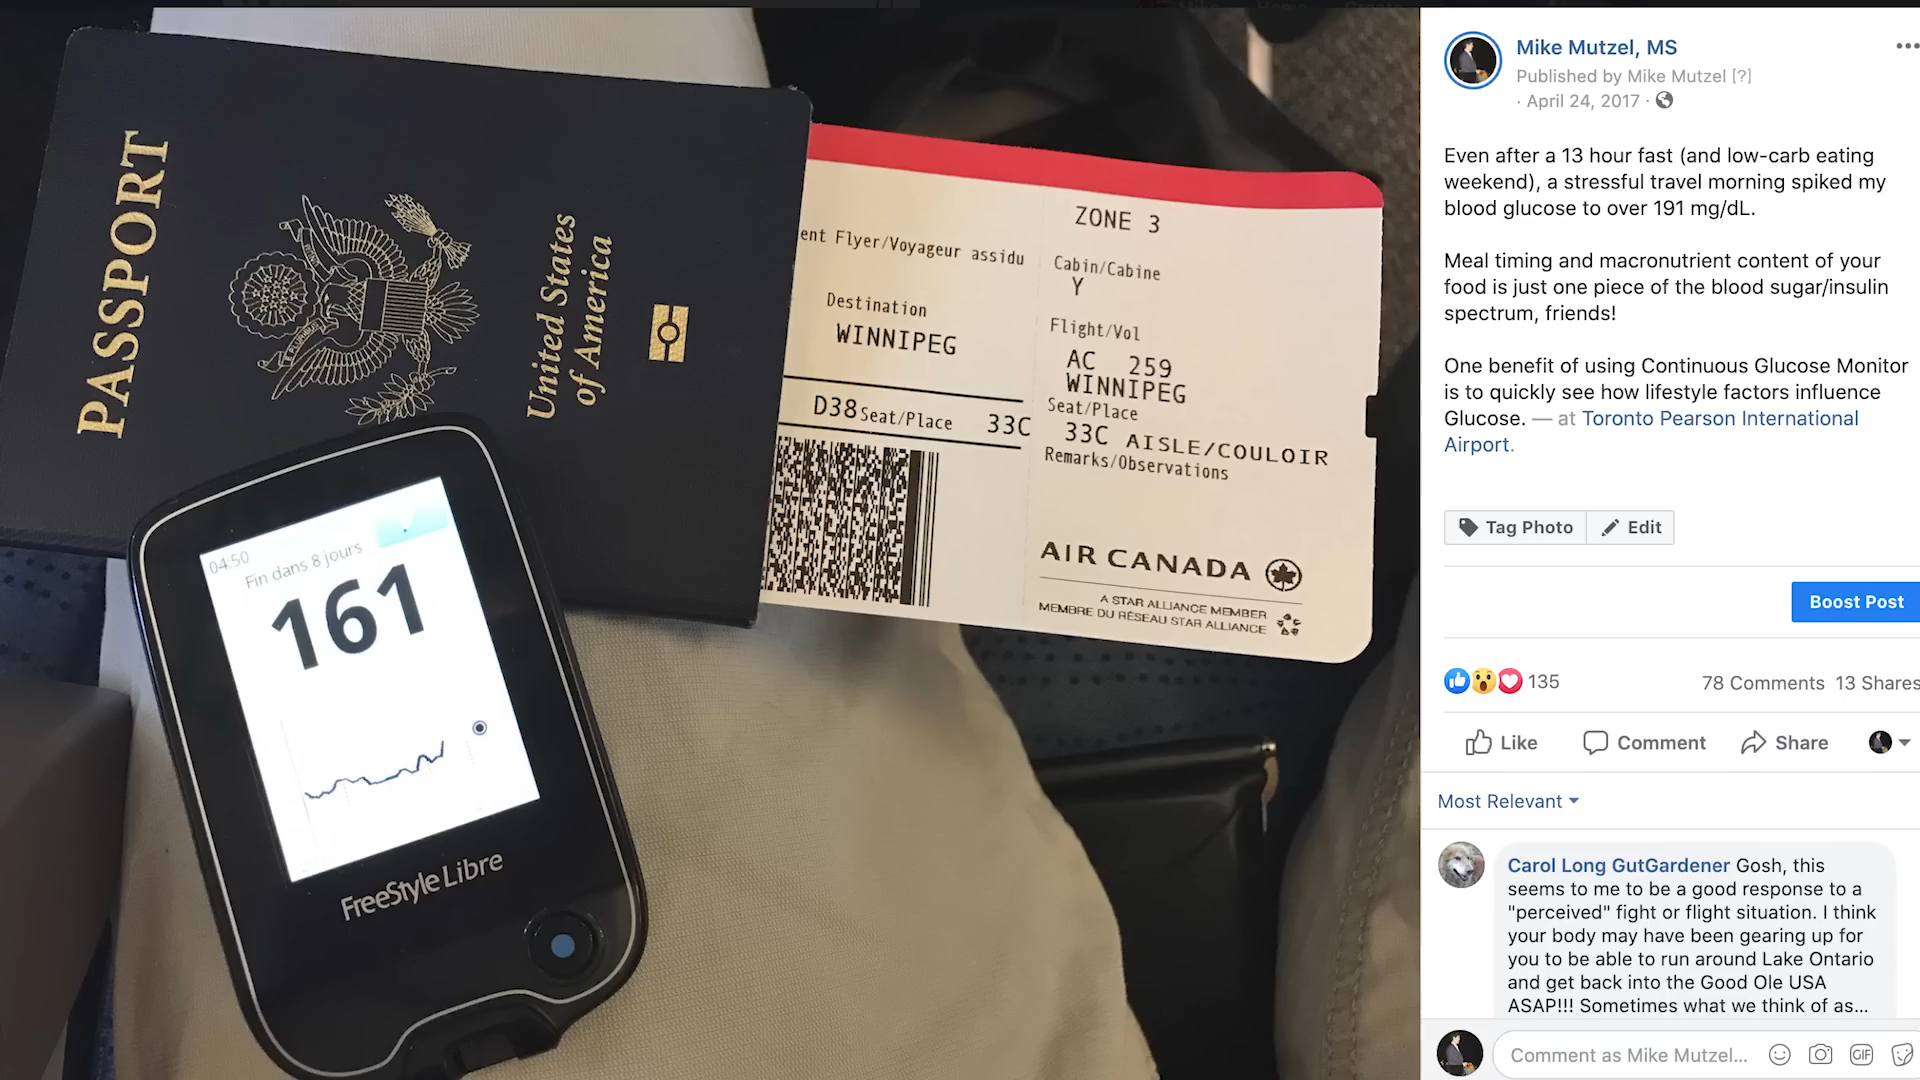 PASSPORT
United States
of America
ZONE 3
ent Flyer/Voyageur assidu
Cabin/Cabine
Y
Destination
WINNIPEG
Flight/Vol
AC 259
WINNIPEG
D38 Seat/Place 33C
Seat/Place
33C AISLE/COULOIR
Remarks/Observations
AIR CANADA
A STAR ALLIANCE MEMBER
MEMBRE DU RÉSEAU STAR ALLIANCE
04:50
Fin dans 8 jours
161
FreeStyle Libre
Mike Mutzel, MS
Published by Mike Mutzel [?]
· April 24, 2017 ·
Even after a 13 hour fast (and low-carb eating
weekend), a stressful travel morning spiked my
blood glucose to over 191 mg/dL.
Meal timing and macronutrient content of your
food is just one piece of the blood sugar/insulin
spectrum, friends!
One benefit of using Continuous Glucose Monitor
is to quickly see how lifestyle factors influence
Glucose. — at Toronto Pearson International
Airport.
Tag Photo
Edit
Boost Post
135
78 Comments 13 Shares
Like
Comment
Share
Most Relevant
Carol Long GutGardener Gosh, this
seems to me to be a good response to a
"perceived" fight or flight situation. I think
your body may have been gearing up for
you to be able to run around Lake Ontario
and get back into the Good Ole USA
ASAP!!! Sometimes what we think of as...
Comment as Mike Mutzel...
GIF